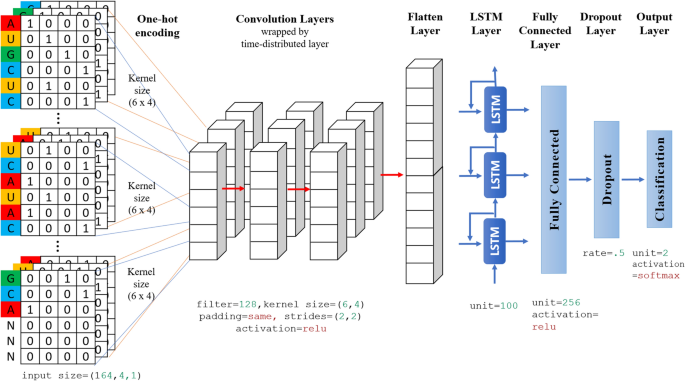 One-hot
encoding
Convolution Layers
wrapped by
time-distributed layer
Flatten
Layer
LSTM
Layer
Fully
Connected
Layer
Dropout
Layer
Output
Layer
A 1 0 0 0
U 0 1 0 0
G 0 0 1 0
C 0 0 0 1
U 0 1 0 0
C 0 0 0 1
Kernel
size
(6 x 4)
...
U 0 1 0 0
C 0 0 0 1
A 1 0 0 0
U 0 1 0 0
A 1 0 0 0
C 0 0 0 1
Kernel
size
(6 x 4)
...
G 0 0 1 0
C 0 0 0 1
A 1 0 0 0
N 0 0 0 0
N 0 0 0 0
N 0 0 0 0
Kernel
size
(6 x 4)
input size=(164,4,1)
filter=128,kernel size=(6,4)
padding=same, strides=(2,2)
activation=relu
LSTM
LSTM
LSTM
unit=100
Fully Connected
unit=256
activation=
relu
Dropout
rate=.5
Classification
unit=2
activation
=softmax